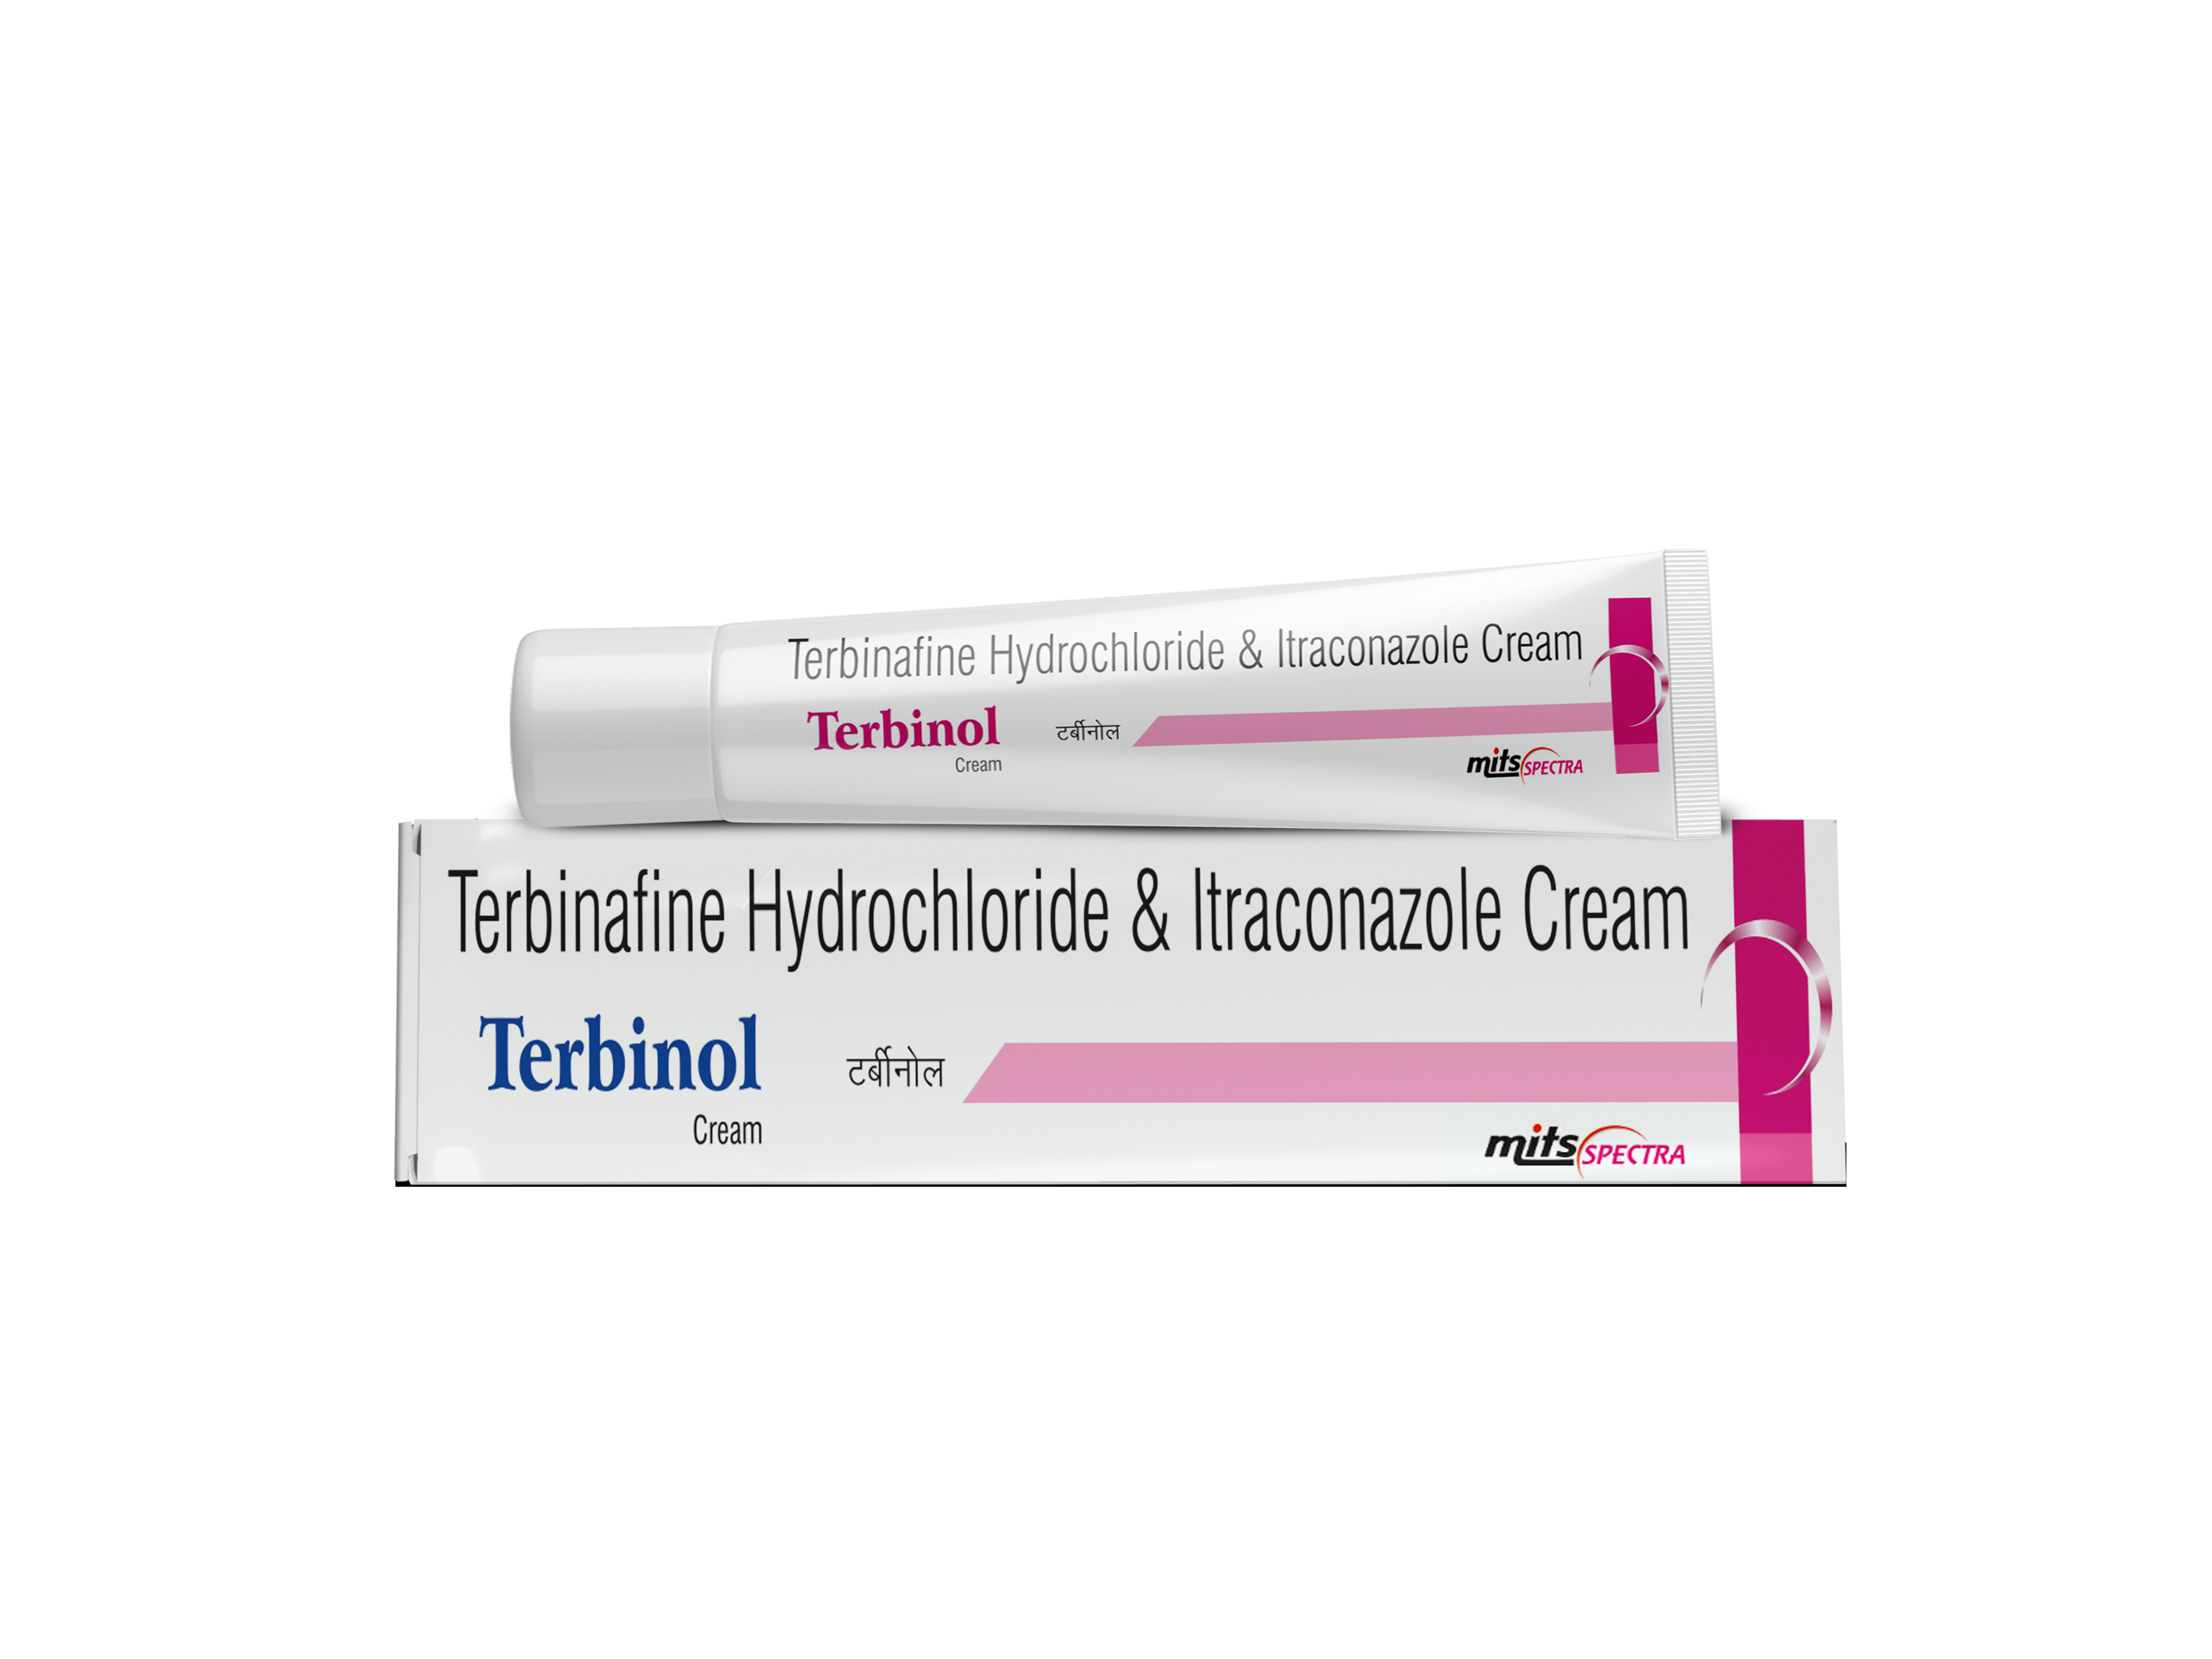 Terbinafine Hydrochloride & Itraconazole Cream
Terbinol
टर्बीनोल
Cream
mits SPECTRA
Terbinafine Hydrochloride & Itraconazole Cream
Terbinol
टर्बीनोल
Cream
mits SPECTRA